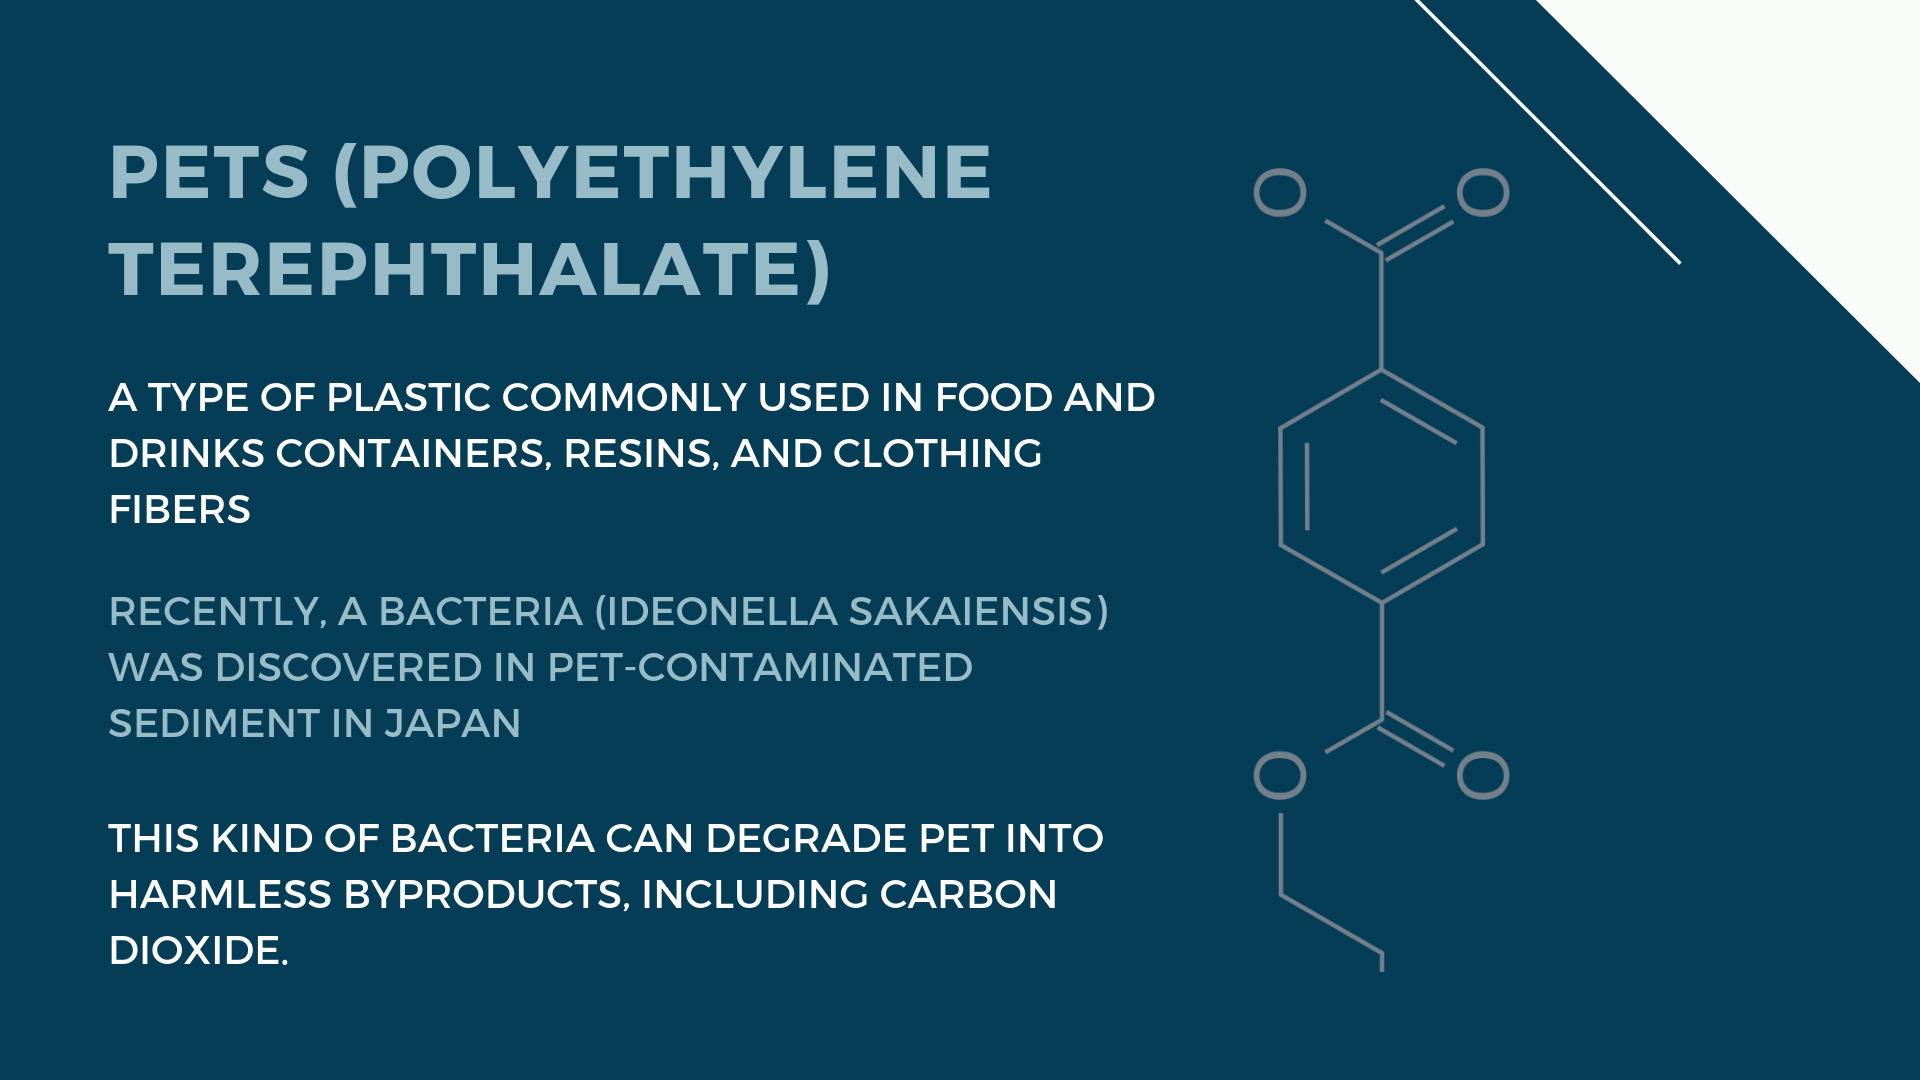 PETS (POLYETHYLENE
TEREPHTHALATE)
A TYPE OF PLASTIC COMMONLY USED IN FOOD AND
DRINKS CONTAINERS, RESINS, AND CLOTHING
FIBERS
RECENTLY, A BACTERIA (IDEONELLA SAKAIENSIS)
WAS DISCOVERED IN PET-CONTAMINATED
SEDIMENT IN JAPAN
THIS KIND OF BACTERIA CAN DEGRADE PET INTO
HARMLESS BYPRODUCTS, INCLUDING CARBON
DIOXIDE.
O O
O O